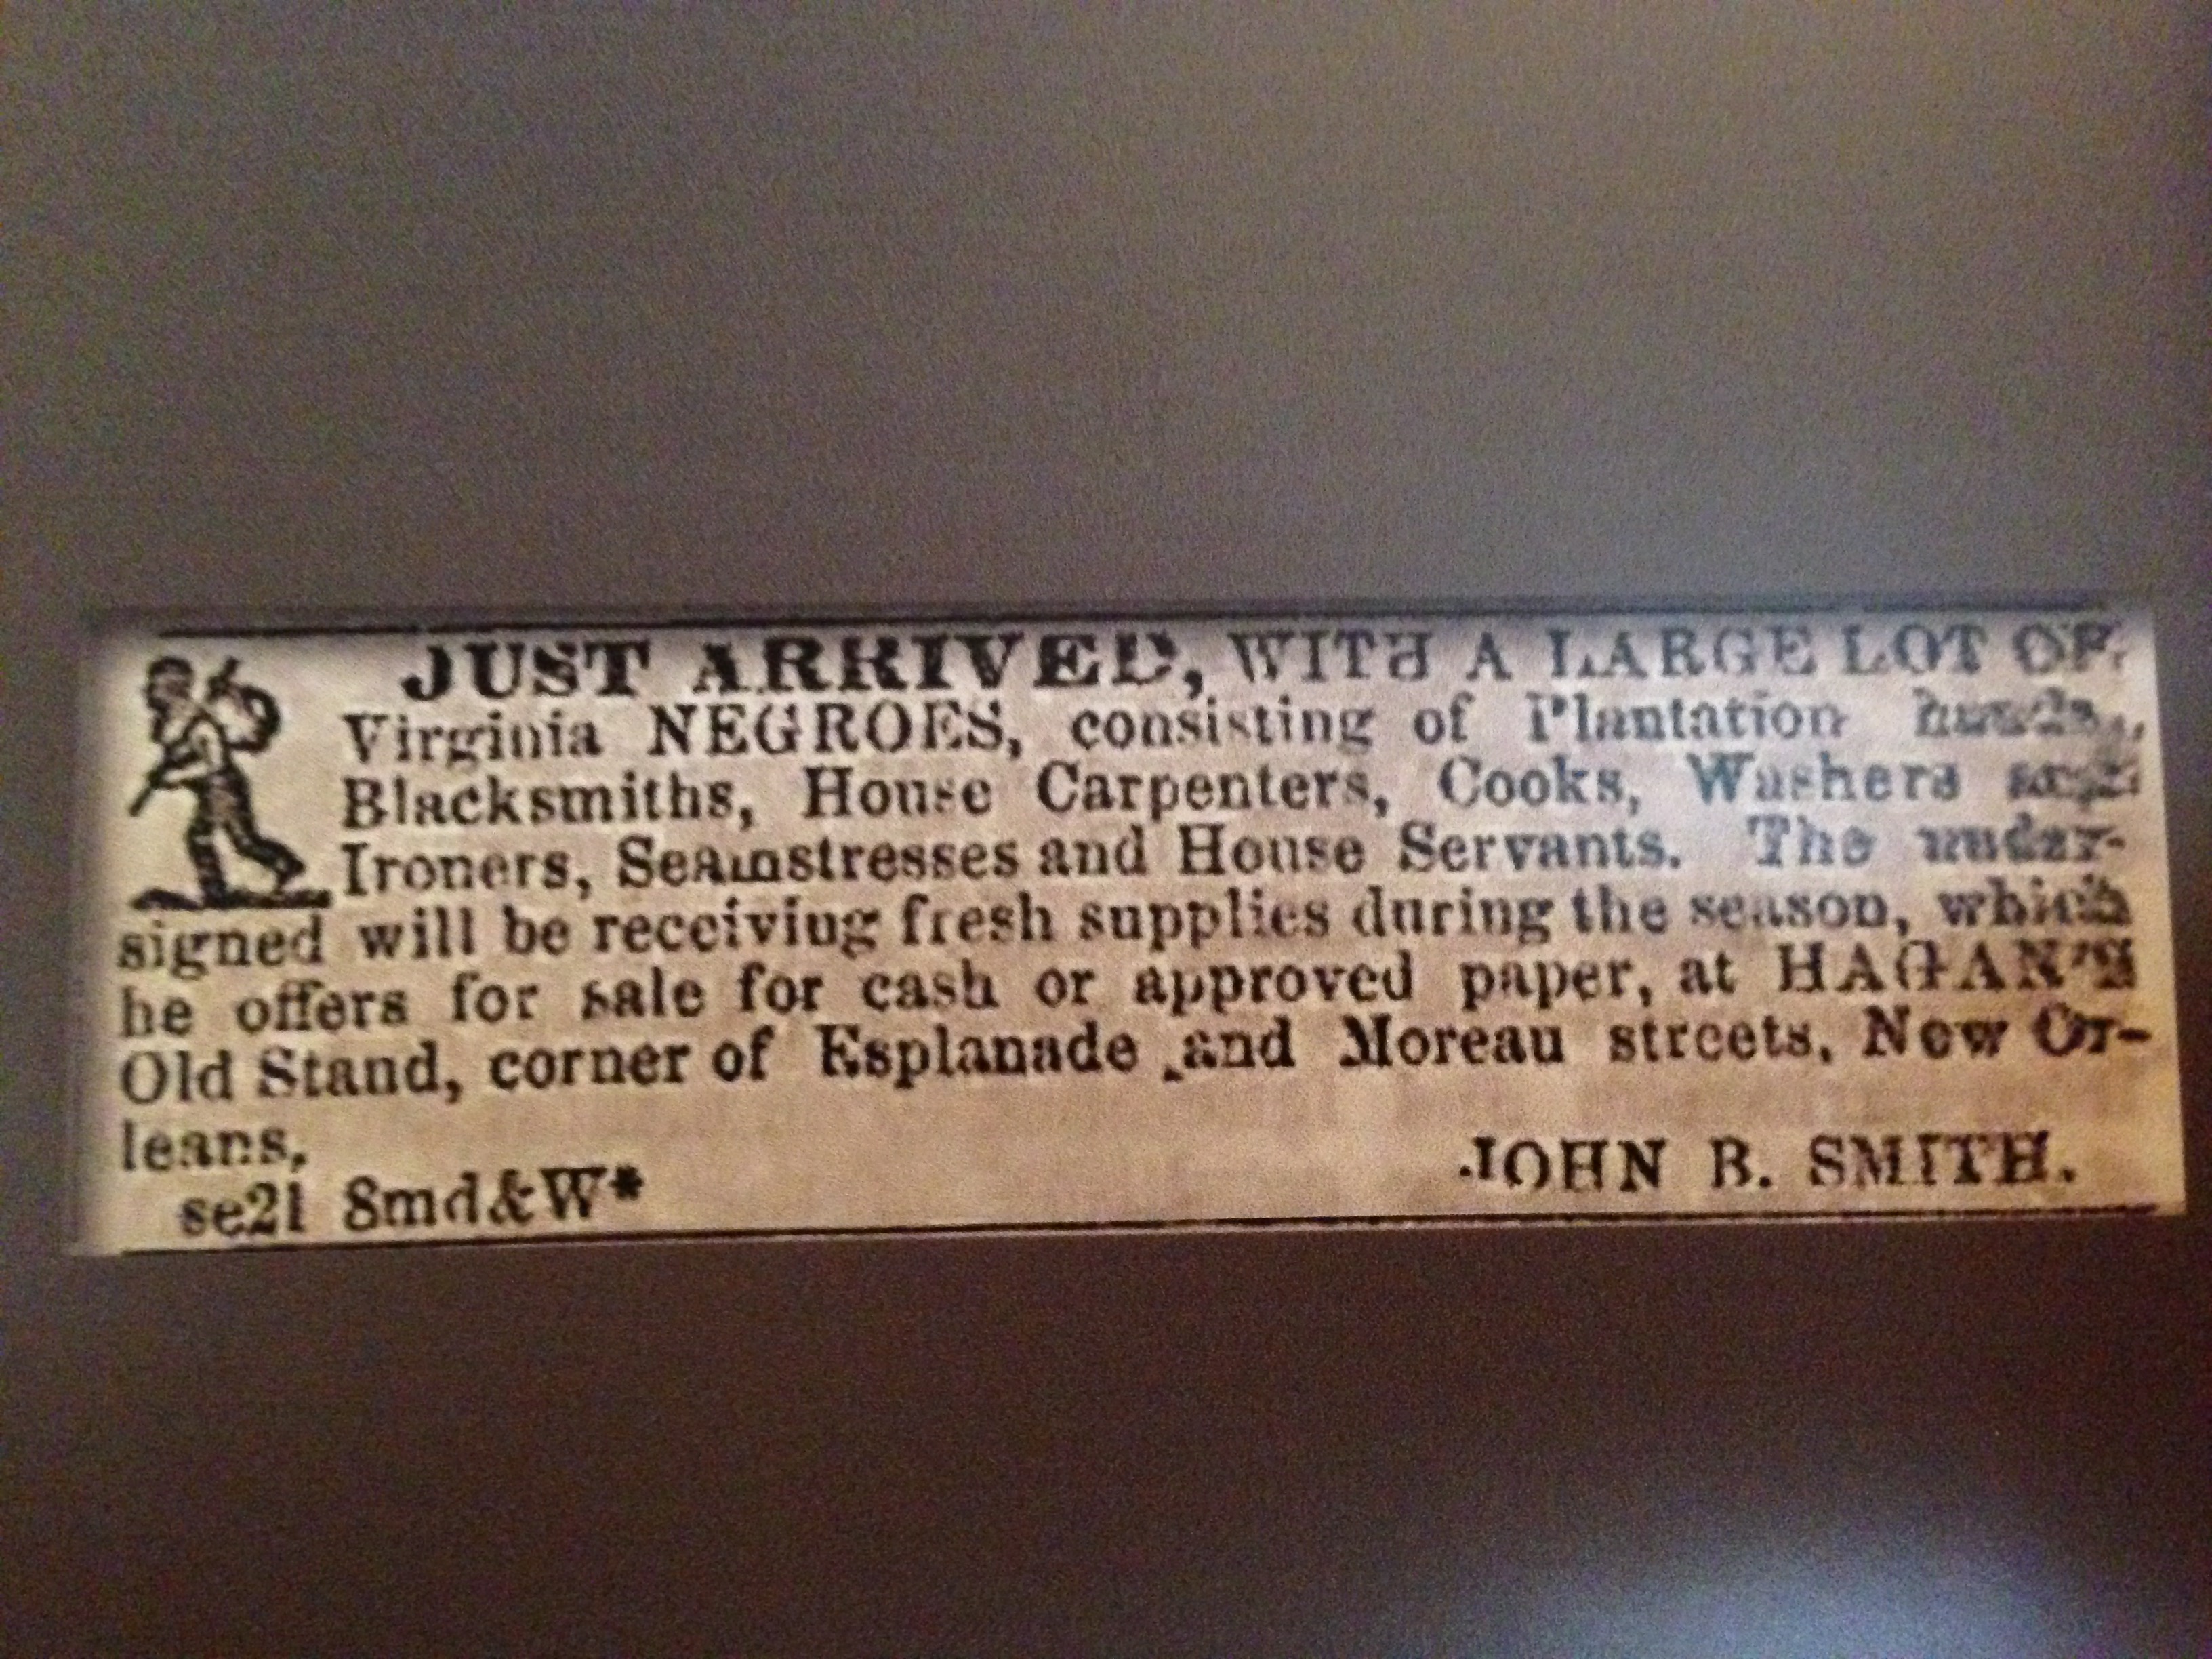 JUST ARRIVED, WITH A LARGE LOT OF
Virginia NEGROES, consisting of Plantation hands,
Blacksmiths, House Carpenters, Cooks, Washers and
Ironers, Seamstresses and House Servants. The under-
signed will be receiving fresh supplies during the season, which
he offers for sale for cash or approved paper, at HAGAN'S
Old Stand, corner of Esplanade and Moreau streets, New Or-
leans,
JOHN B. SMITH.
se21 8md&W*